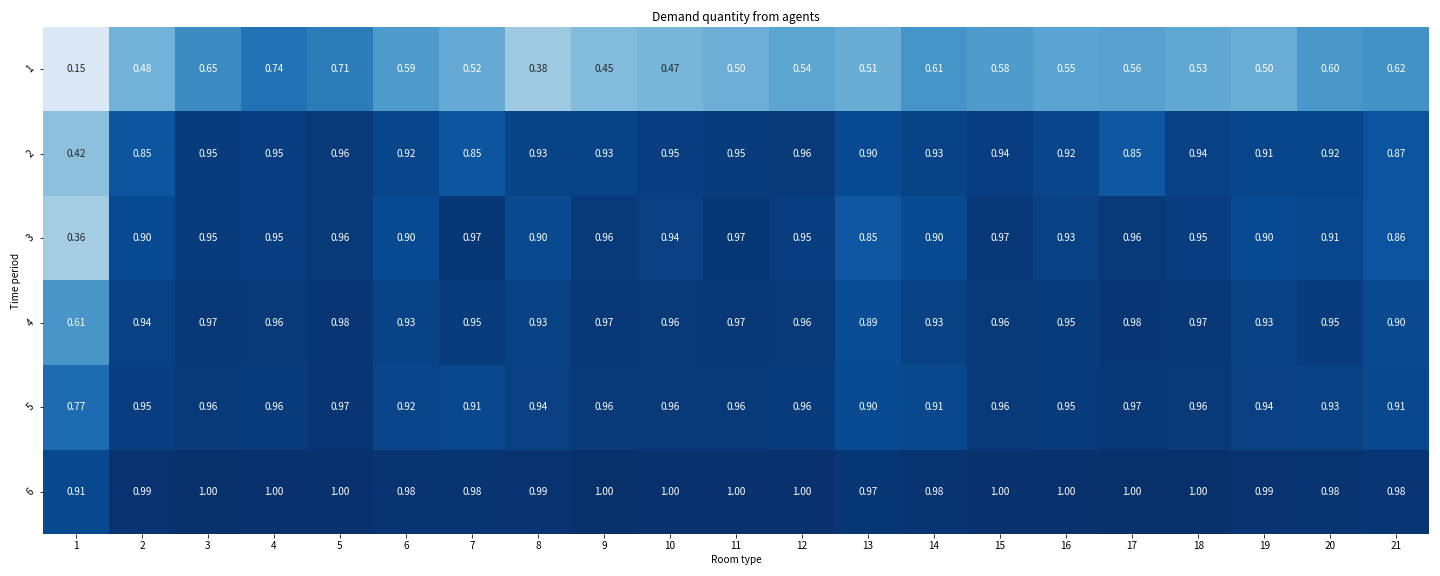 Demand quantity from agents
1 0.15 0.48 0.65 0.74 0.71 0.59 0.52 0.38 0.45 0.47 0.50 0.54 0.51 0.61 0.58 0.55 0.56 0.53 0.50 0.60 0.62
2 0.42 0.85 0.95 0.95 0.96 0.92 0.85 0.93 0.93 0.95 0.95 0.96 0.90 0.93 0.94 0.92 0.85 0.94 0.91 0.92 0.87
3 0.36 0.90 0.95 0.95 0.96 0.90 0.97 0.90 0.96 0.94 0.97 0.95 0.85 0.90 0.97 0.93 0.96 0.95 0.90 0.91 0.86
Time period
4 0.61 0.94 0.97 0.96 0.98 0.93 0.95 0.93 0.97 0.96 0.97 0.96 0.89 0.93 0.96 0.95 0.98 0.97 0.93 0.95 0.90
5 0.77 0.95 0.96 0.96 0.97 0.92 0.91 0.94 0.96 0.96 0.96 0.96 0.90 0.91 0.96 0.95 0.97 0.96 0.94 0.93 0.91
6 0.91 0.99 1.00 1.00 1.00 0.98 0.98 0.99 1.00 1.00 1.00 1.00 0.97 0.98 1.00 1.00 1.00 1.00 0.99 0.98 0.98
1 2 3 4 5 6 7 8 9 10 11 12 13 14 15 16 17 18 19 20 21
Room type